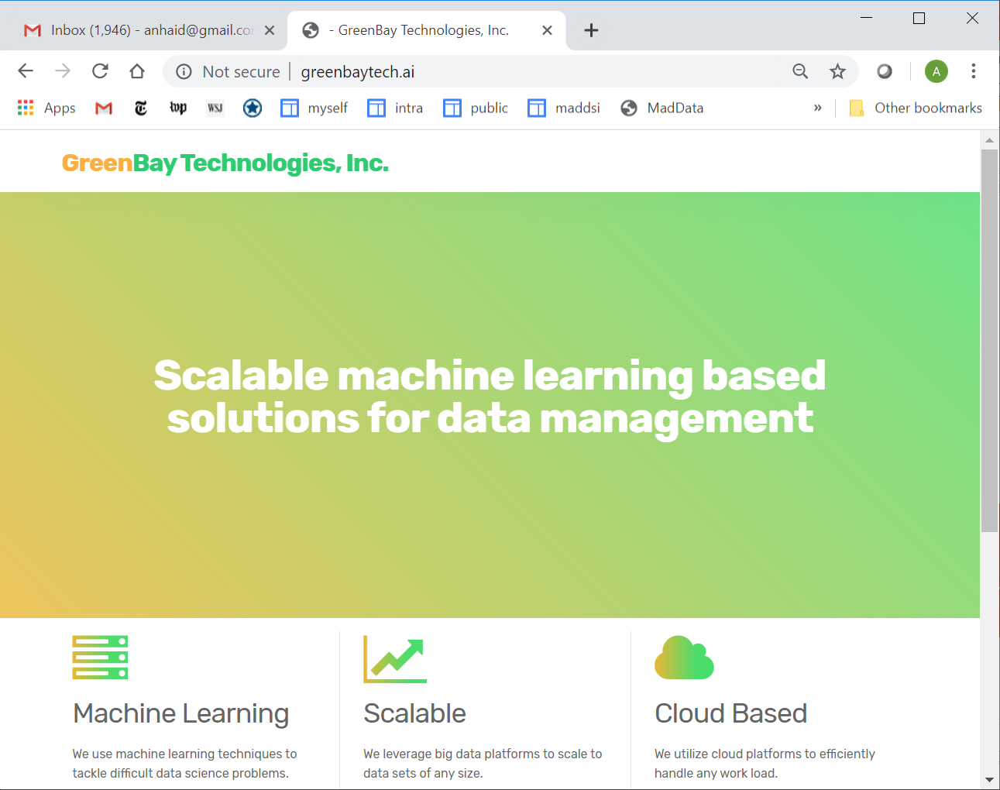 Inbox (1,946) - anhaid@gmail.co
- GreenBay Technologies, Inc.
Not secure
greenbaytech.ai
A
Apps
wp
WSJ
myself
intra
public
maddsi
MadData
»
Other bookmarks
GreenBay Technologies, Inc.
Scalable machine learning based
solutions for data management
Machine Learning
We use machine learning techniques to
tackle difficult data science problems.
Scalable
We leverage big data platforms to scale to
data sets of any size.
Cloud Based
We utilize cloud platforms to efficiently
handle any work load.